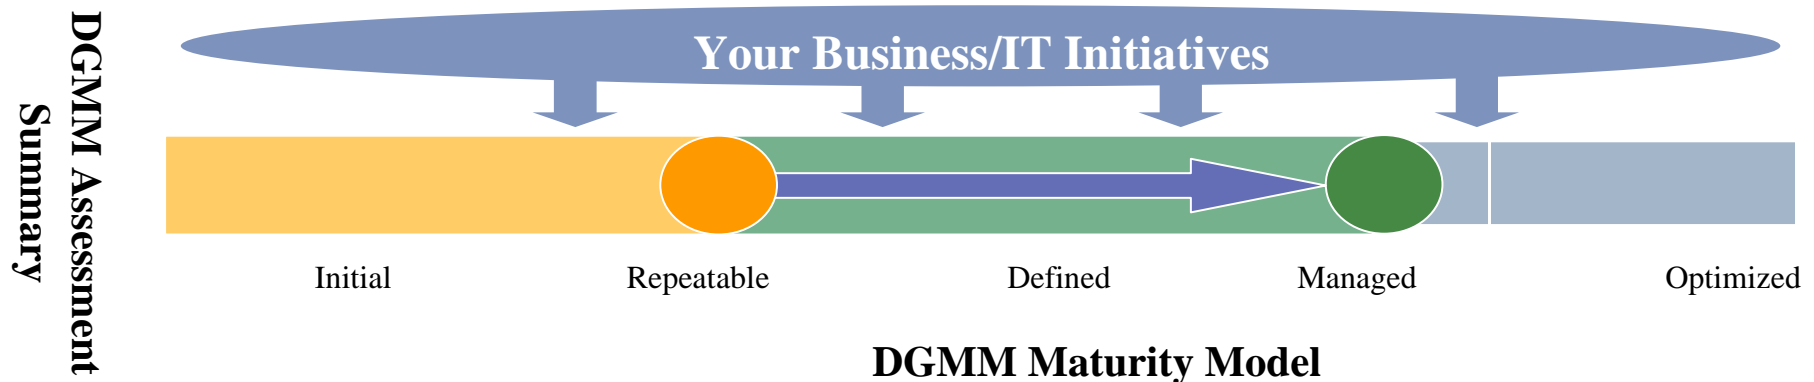 DGMM Assessment
Summary
Your Business/IT Initiatives
Initial
Repeatable
Defined
Managed
Optimized
DGMM Maturity Model